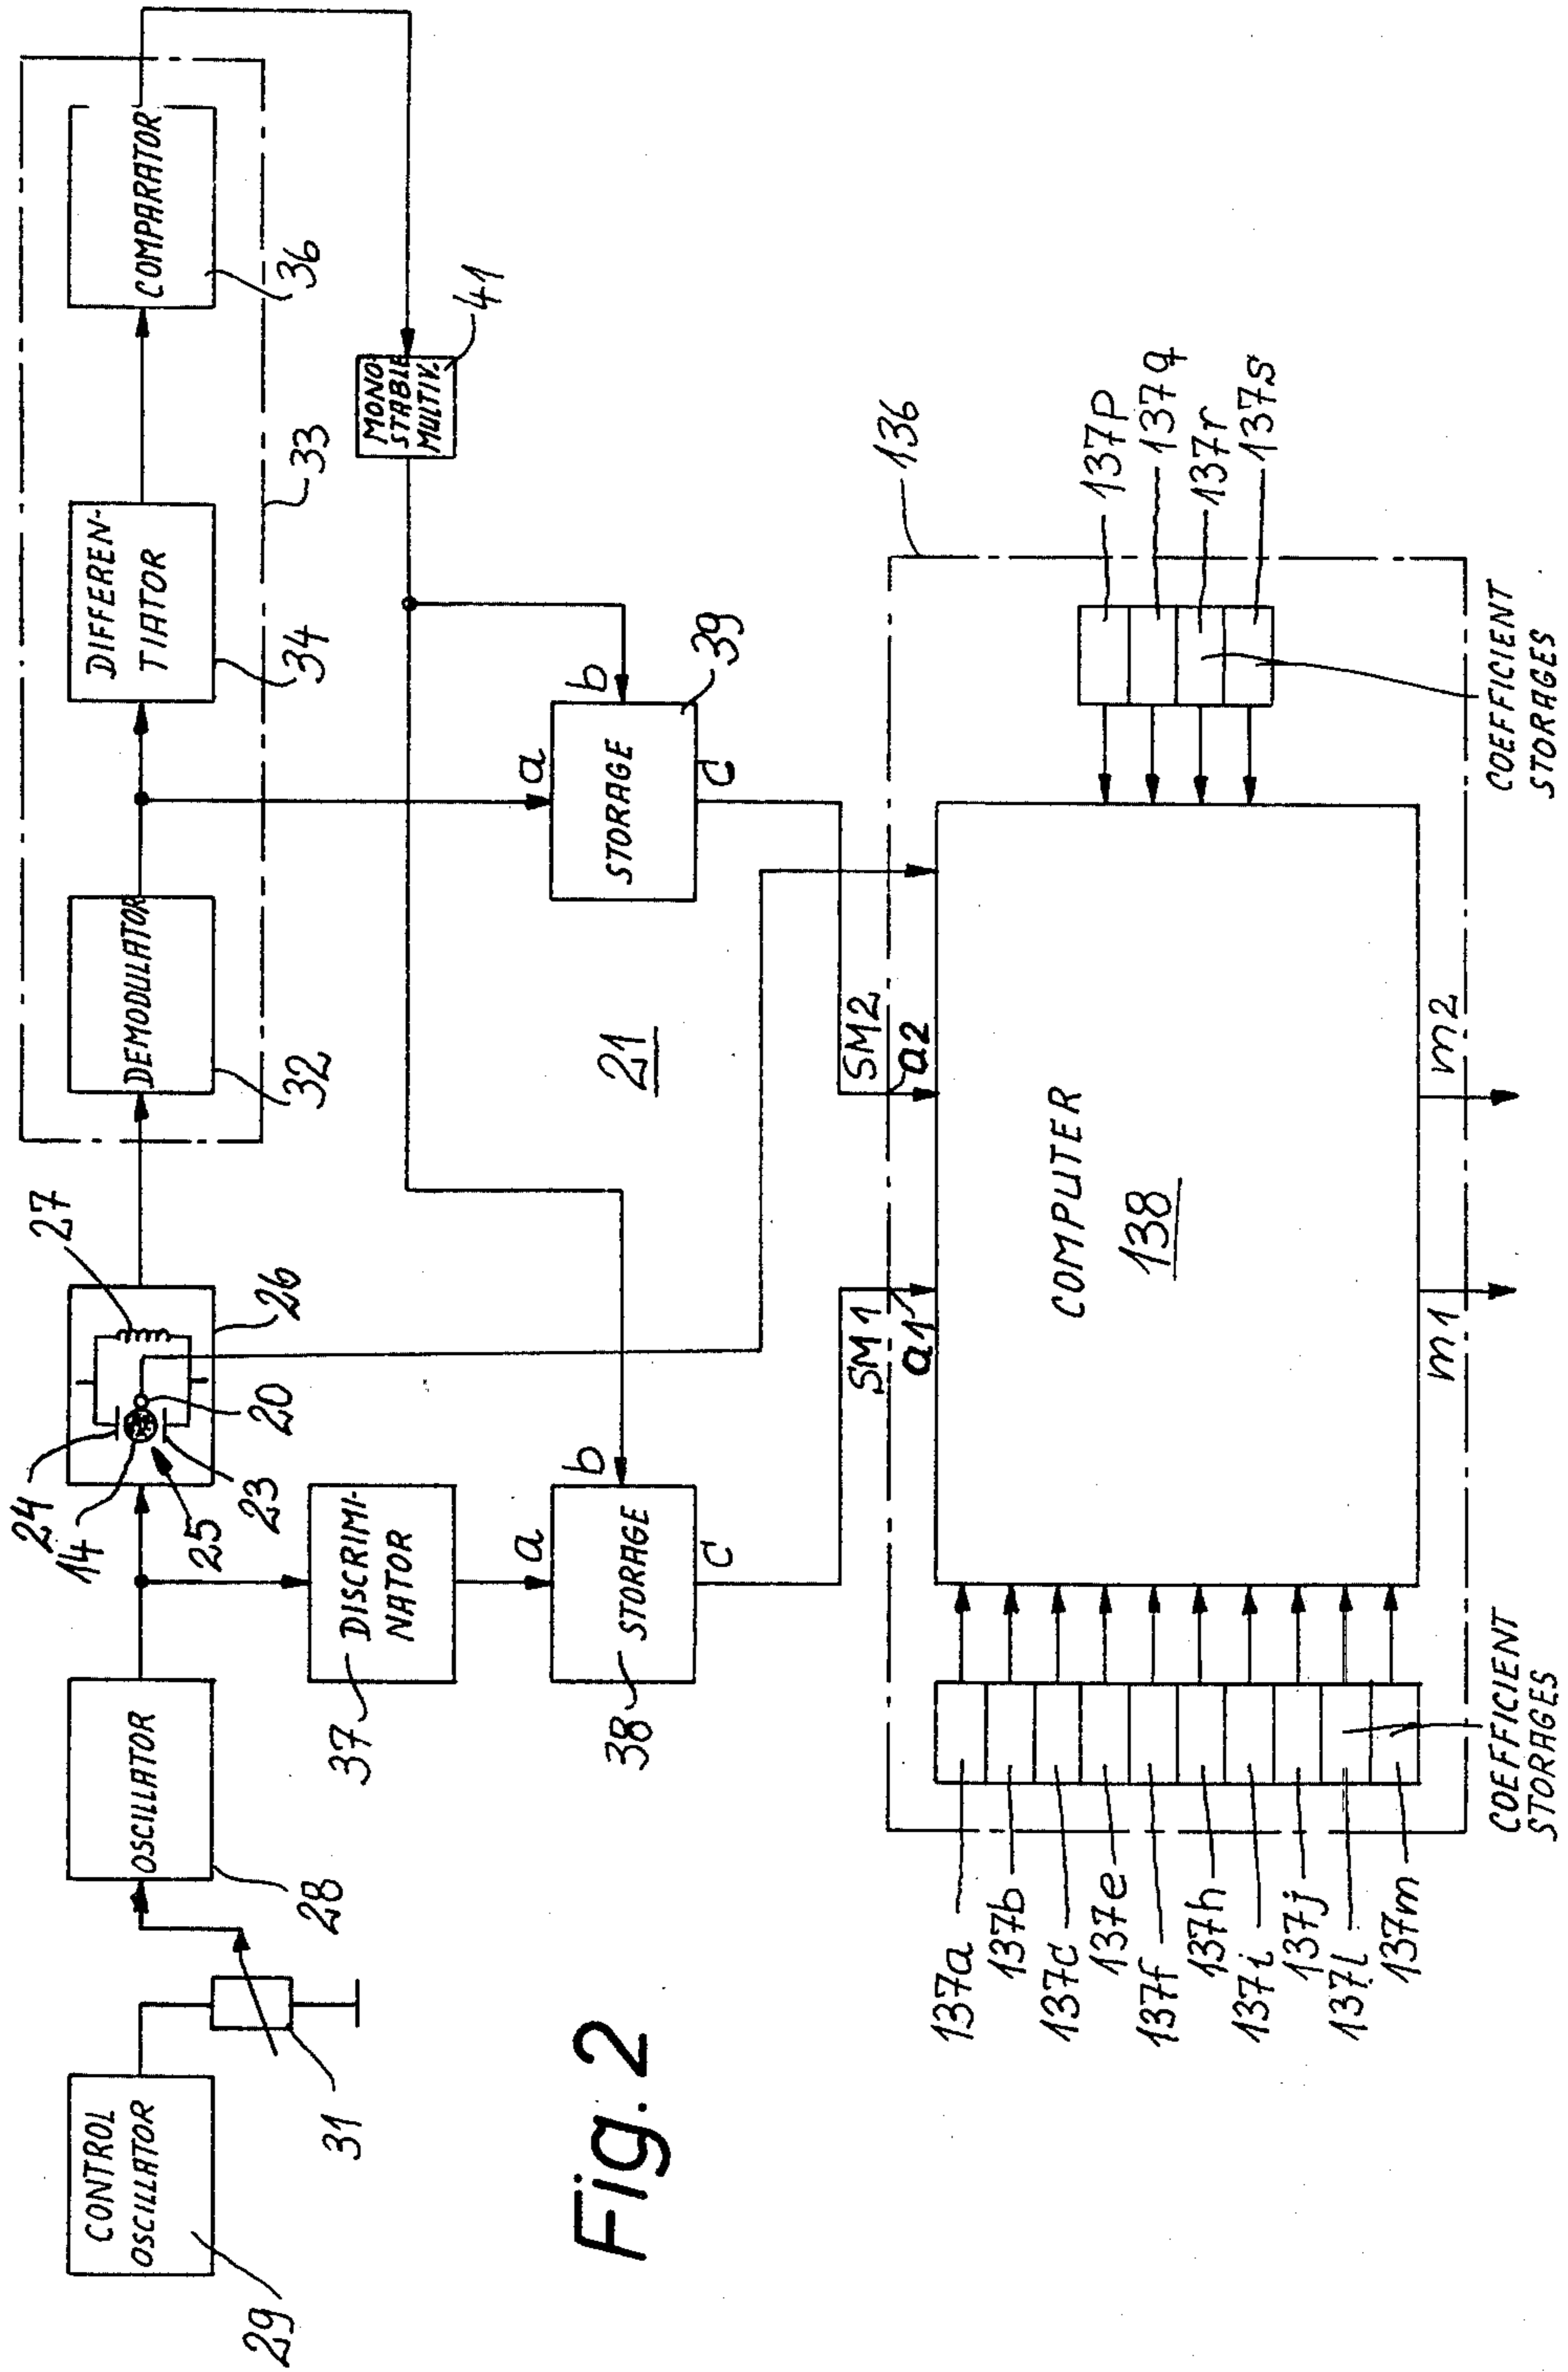 CONTROL
OSCILLATOR
29
31
OSCILLATOR
28
24
14
25
23
20
27
26
DEMODULATOR
32
DIFFEREN-
TIATOR
34
33
COMPARATOR
36
MONO-
STABLE
MULTIV.
41
37
DISCRIMI-
NATOR
a
38
STORAGE
b
c
a
STORAGE
b
c
39
21
SM1
a1
SM2
a2
136
COMPUTER
138
137a
137b
137c
137e
137f
137h
137i
137j
137l
137m
COEFFICIENT
STORAGES
137p
137q
137r
137s
COEFFICIENT
STORAGES
m1
m2
Fig. 2